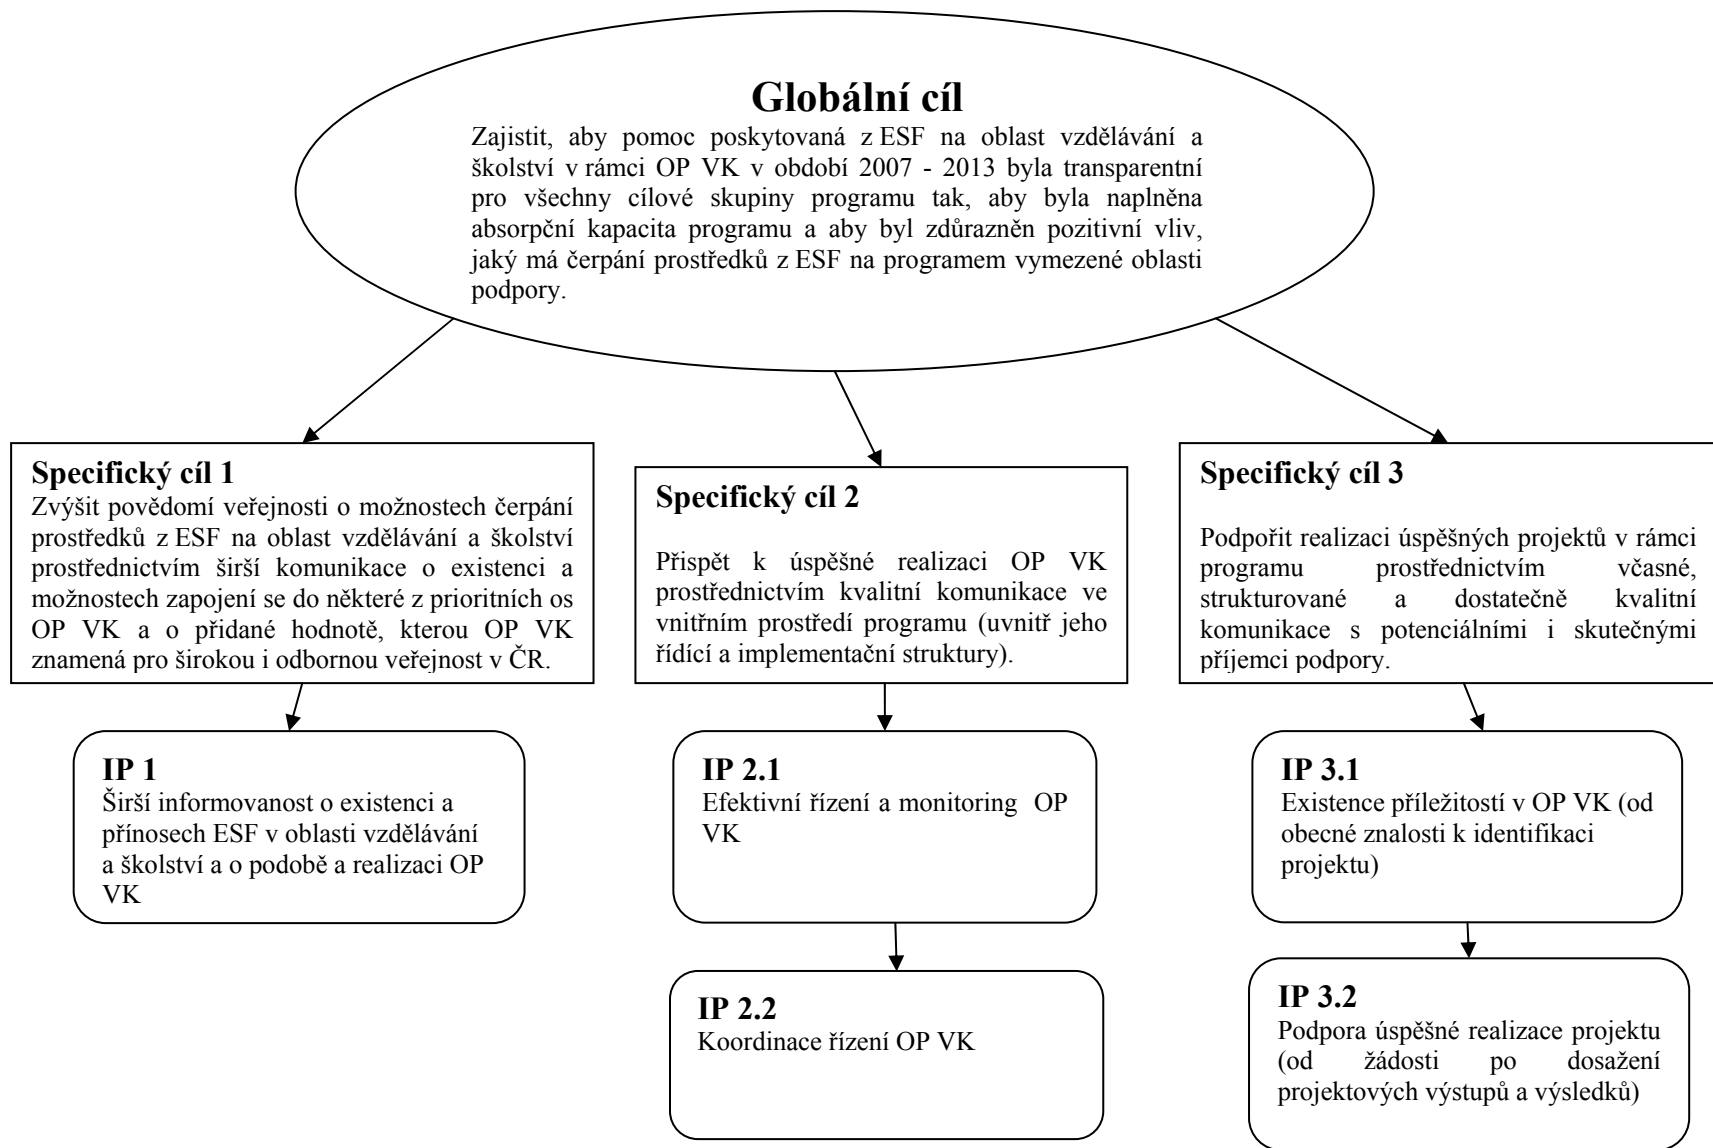 Globální cíl
Zajistit, aby pomoc poskytovaná z ESF na oblast vzdělávání a
školství v rámci OP VK v období 2007 - 2013 byla transparentní
pro všechny cílové skupiny programu tak, aby byla naplněna
absorpční kapacita programu a aby byl zdůrazněn pozitivní vliv,
jaký má čerpání prostředků z ESF na programem vymezené oblasti
podpory.
Specifický cíl 1
Zvýšit povědomí veřejnosti o možnostech čerpání
prostředků z ESF na oblast vzdělávání a školství
prostřednictvím širší komunikace o existenci a
možnostech zapojení se do některé z prioritních os
OP VK a o přidané hodnotě, kterou OP VK
znamená pro širokou i odbornou veřejnost v ČR.
Specifický cíl 2
Přispět k úspěšné realizaci OP VK
prostřednictvím kvalitní komunikace ve
vnitřním prostředí programu (uvnitř jeho
řídící a implementační struktury).
Specifický cíl 3
Podpořit realizaci úspěšných projektů v rámci
programu prostřednictvím včasné,
strukturované a dostatečně kvalitní
komunikace s potenciálními i skutečnými
příjemci podpory.
IP 1
Širší informovanost o existenci a
přínosech ESF v oblasti vzdělávání
a školství a o podobě a realizaci OP
VK
IP 2.1
Efektivní řízení a monitoring OP
VK
IP 3.1
Existence příležitostí v OP VK (od
obecné znalosti k identifikaci
projektu)
IP 2.2
Koordinace řízení OP VK
IP 3.2
Podpora úspěšné realizace projektu
(od žádosti po dosažení
projektových výstupů a výsledků)